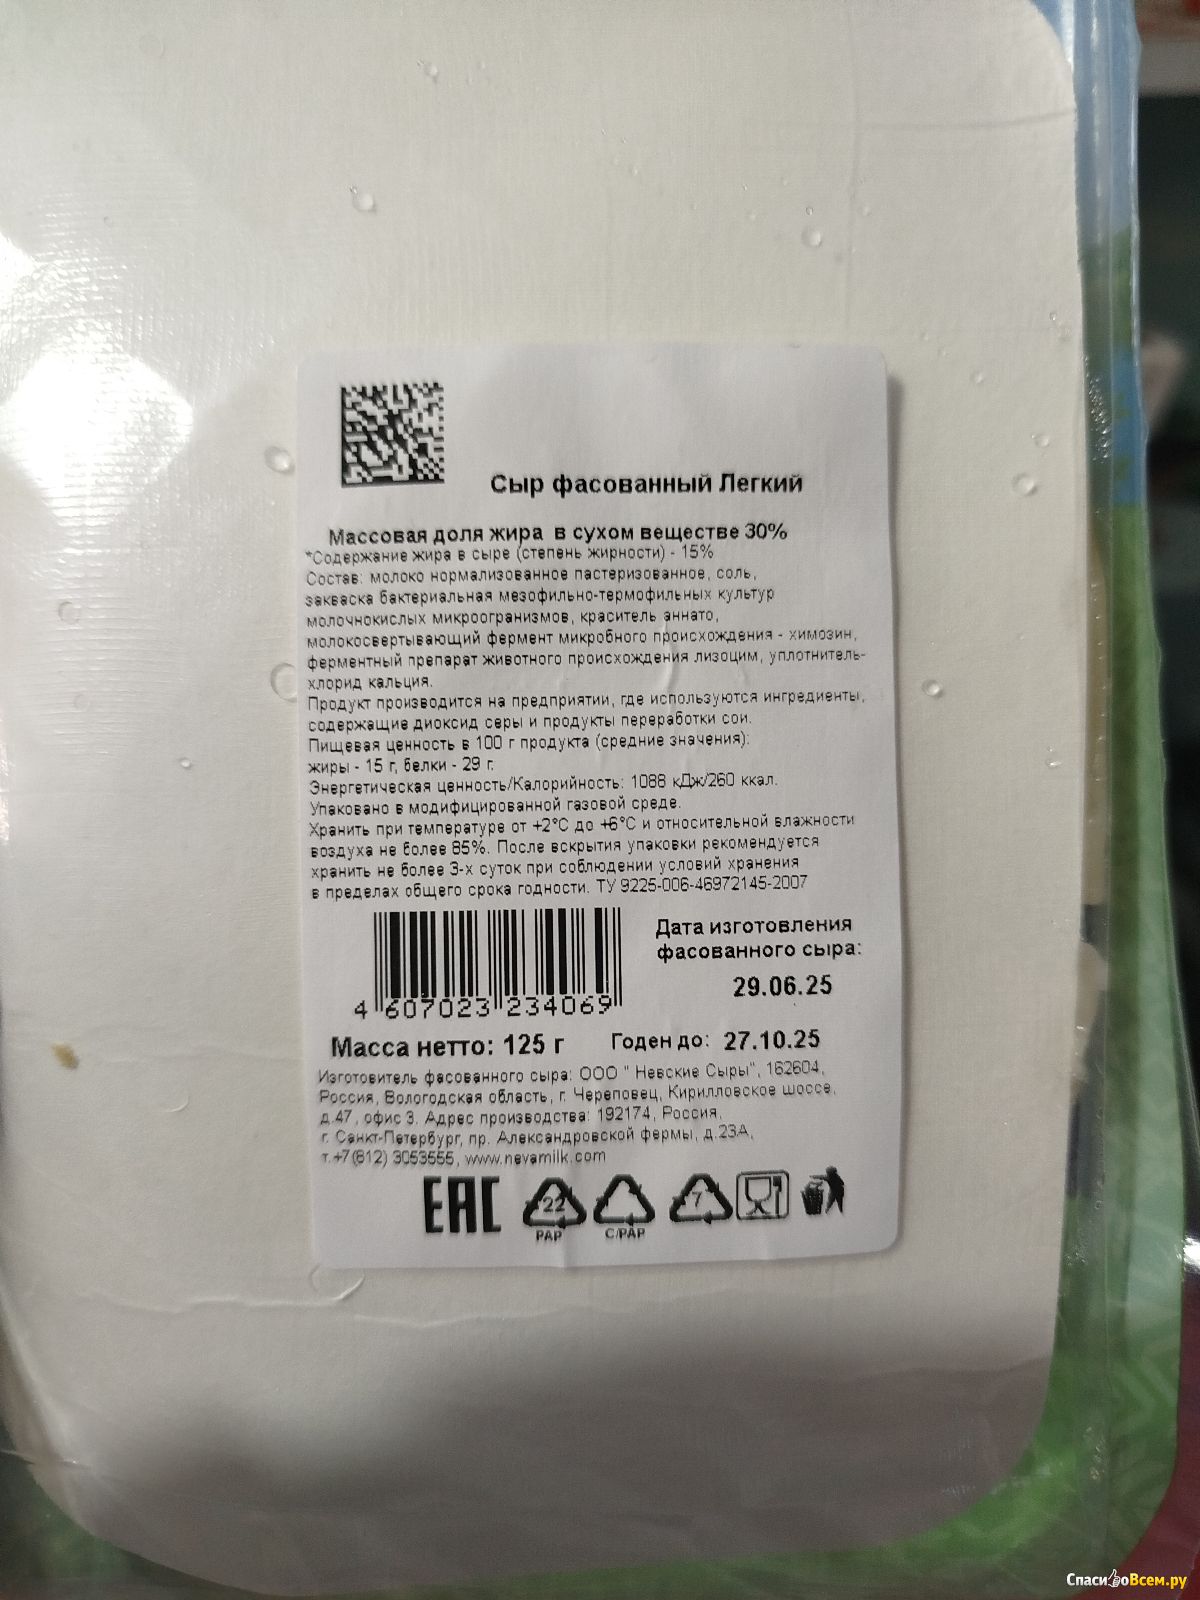 Сыр фасованный Легкий
Массовая доля жира в сухом веществе 30%
*Содержание жира в сыре (степень жирности) - 15%
Состав: молоко нормализованное пастеризованное, соль,
закваска бактериальная мезофильно-термофильных культур
молочнокислых микроогранизмов, краситель аннато,
молокосвертывающий фермент микробного происхождения - химозин,
ферментный препарат животного происхождения лизоцим, уплотнитель-
хлорид кальция.
Продукт производится на предприятии, где используются ингредиенты,
содержащие диоксид серы и продукты переработки сои.
Пищевая ценность в 100 г продукта (средние значения):
жиры - 15 г, белки - 29 г.
Энергетическая ценность/Калорийность: 1088 кДж/260 ккал.
Упаковано в модифицированной газовой среде.
Хранить при температуре от +2°С до +6°С и относительной влажности
воздуха не более 85%. После вскрытия упаковки рекомендуется
хранить не более 3-х суток при соблюдении условий хранения
в пределах общего срока годности. ТУ 9225-006-46972145-2007
Дата изготовления
фасованного сыра:
29.06.25
4 607023 234069
Масса нетто: 125 г Годен до: 27.10.25
Изготовитель фасованного сыра: ООО " Невские Сыры", 162604,
Россия, Вологодская область, г. Череповец, Кирилловское шоссе,
д.47, офис 3. Адрес производства: 192174, Россия,
г. Санкт-Петербург, пр. Александровской фермы, д.23А,
т.+7(812) 3053555, www.nevamilk.com
EAC 22 7
PAP C/PAP
СпасибоВсем.ру